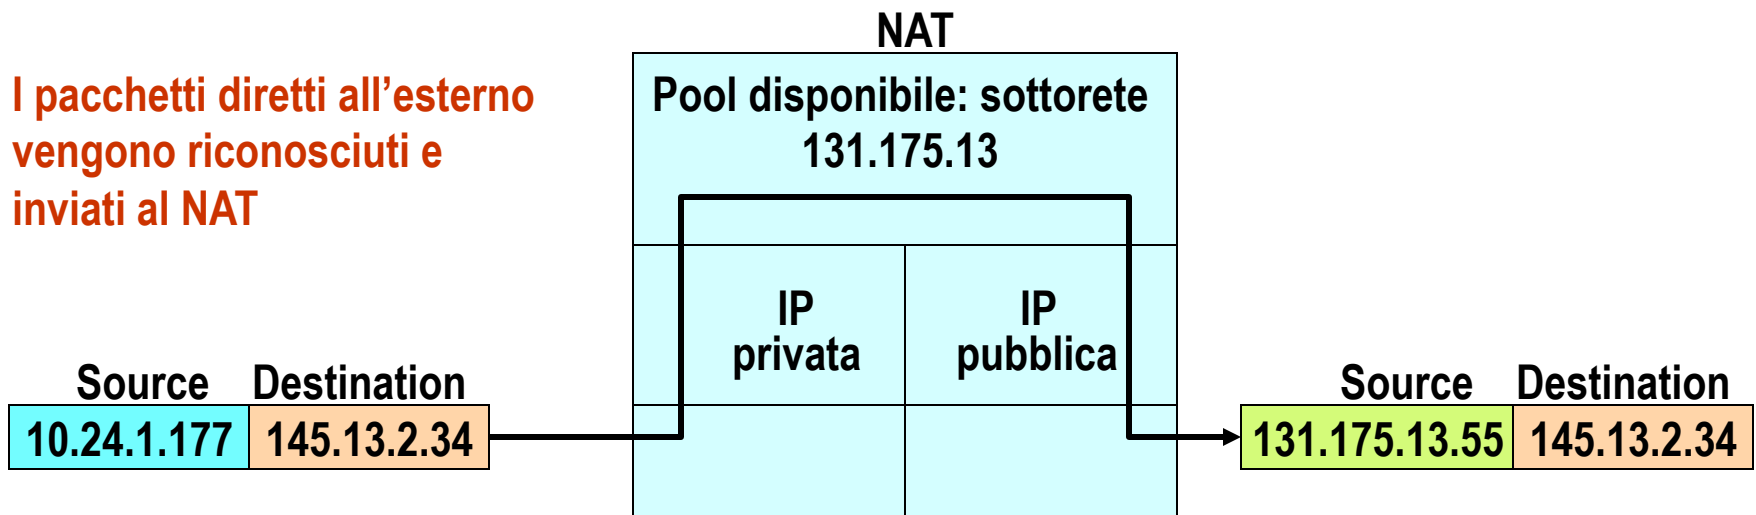 NAT
I pacchetti diretti all’esterno
vengono riconosciuti e
inviati al NAT
Pool disponibile: sottorete
131.175.13
IP
privata
IP
pubblica
Source Destination
10.24.1.177 145.13.2.34
Source Destination
131.175.13.55 145.13.2.34